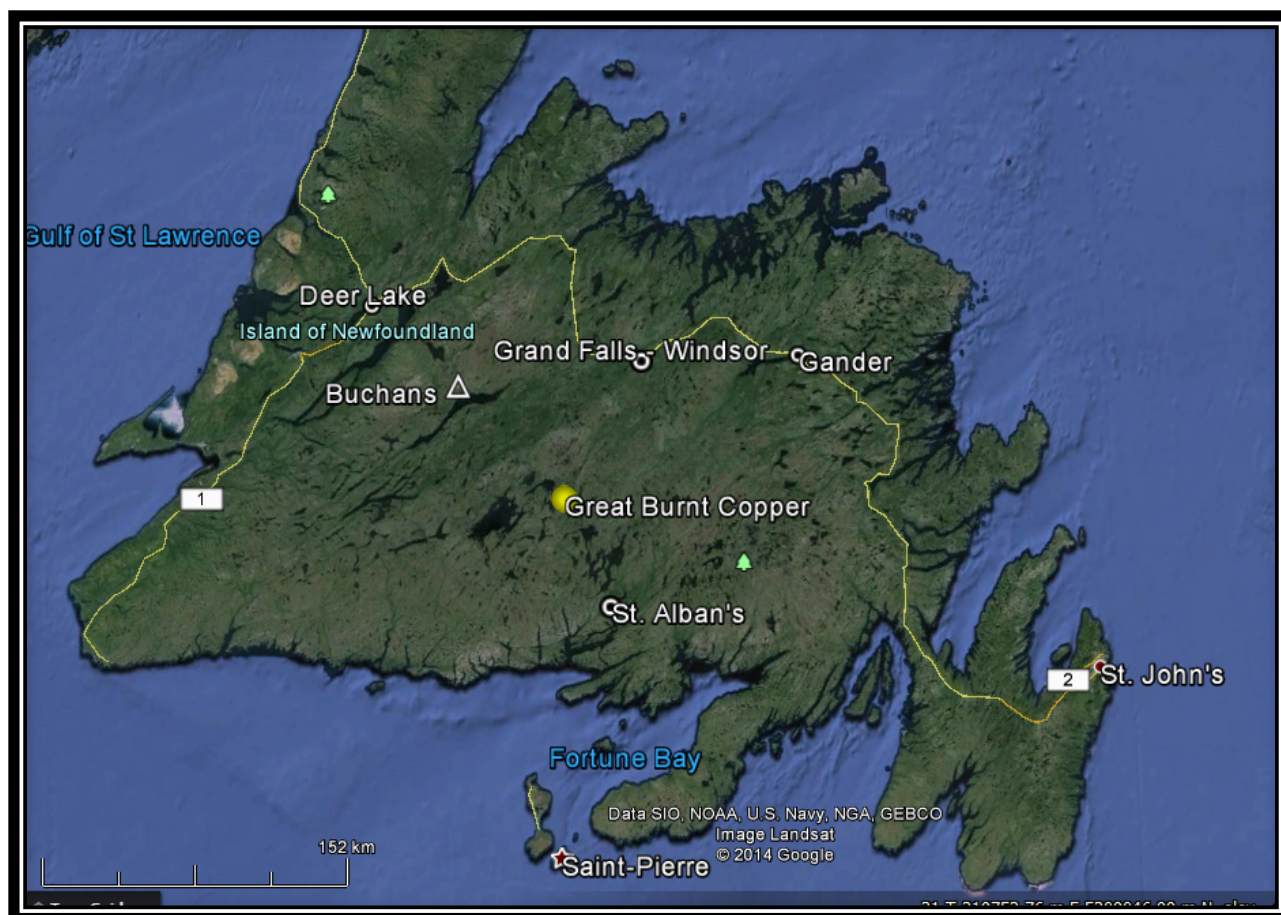 Gulf of St Lawrence
Deer Lake
Island of Newfoundland
Grand Falls - Windsor
Gander
Buchans
1
Great Burnt Copper
St. Alban's
2
St. John's
Fortune Bay
Data SIO, NOAA, U.S. Navy, NGA, GEBCO
Image Landsat
© 2014 Google
152 km
Saint-Pierre